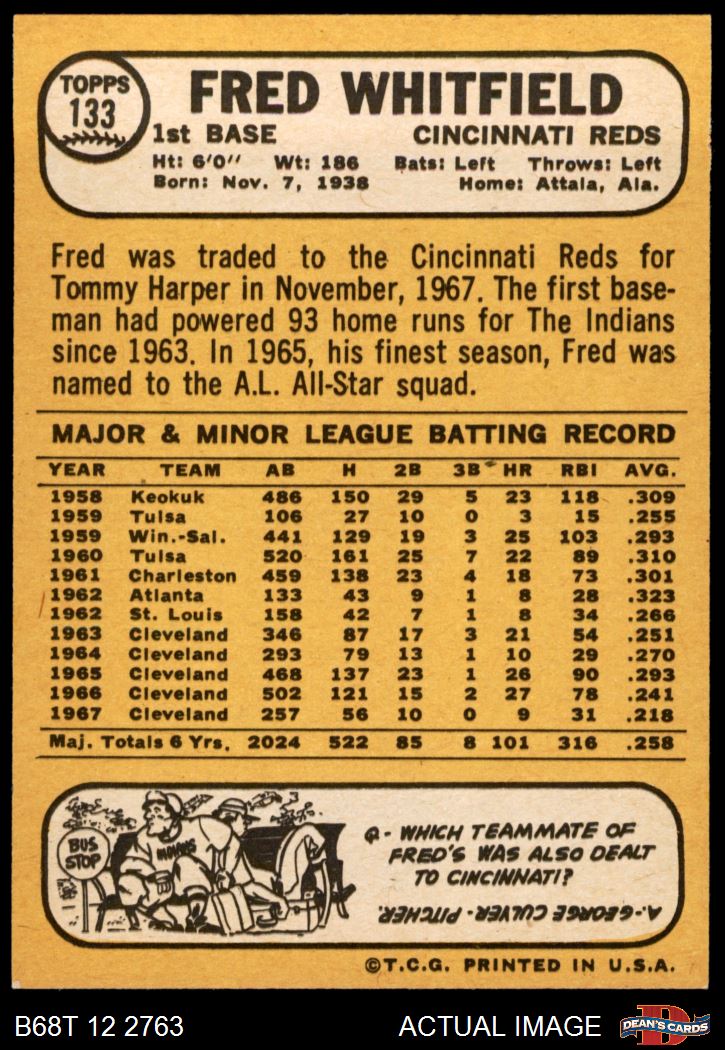 TOPPS
133
FRED WHITFIELD
1st BASE CINCINNATI REDS
Ht: 6'0" Wt: 186 Bats: Left Throws: Left
Born: Nov. 7, 1938 Home: Attala, Ala.
Fred was traded to the Cincinnati Reds for
Tommy Harper in November, 1967. The first base-
man had powered 93 home runs for The Indians
since 1963. In 1965, his finest season, Fred was
named to the A.L. All-Star squad.
MAJOR & MINOR LEAGUE BATTING RECORD
YEAR TEAM AB H 2B 3B HR RBI AVG.
1958 Keokuk 486 150 29 5 23 118 .309
1959 Tulsa 106 27 10 0 3 15 .255
1959 Win.-Sal. 441 129 19 3 25 103 .293
1960 Tulsa 520 161 25 7 22 89 .310
1961 Charleston 459 138 23 4 18 73 .301
1962 Atlanta 133 43 9 1 8 28 .323
1962 St. Louis 158 42 7 1 8 34 .266
1963 Cleveland 346 87 17 3 21 54 .251
1964 Cleveland 293 79 13 1 10 29 .270
1965 Cleveland 468 137 23 1 26 90 .293
1966 Cleveland 502 121 15 2 27 78 .241
1967 Cleveland 257 56 10 0 9 31 .218
Maj. Totals 6 Yrs. 2024 522 85 8 101 316 .258
BUS
STOP
Q- WHICH TEAMMATE OF
FRED'S WAS ALSO DEALT
TO CINCINNATI?
A-GEORGE CULVER-PITCHER.
©T.C.G. PRINTED IN U.S.A.
B68T 12 2763 ACTUAL IMAGE
D
DEAN'S CARDS